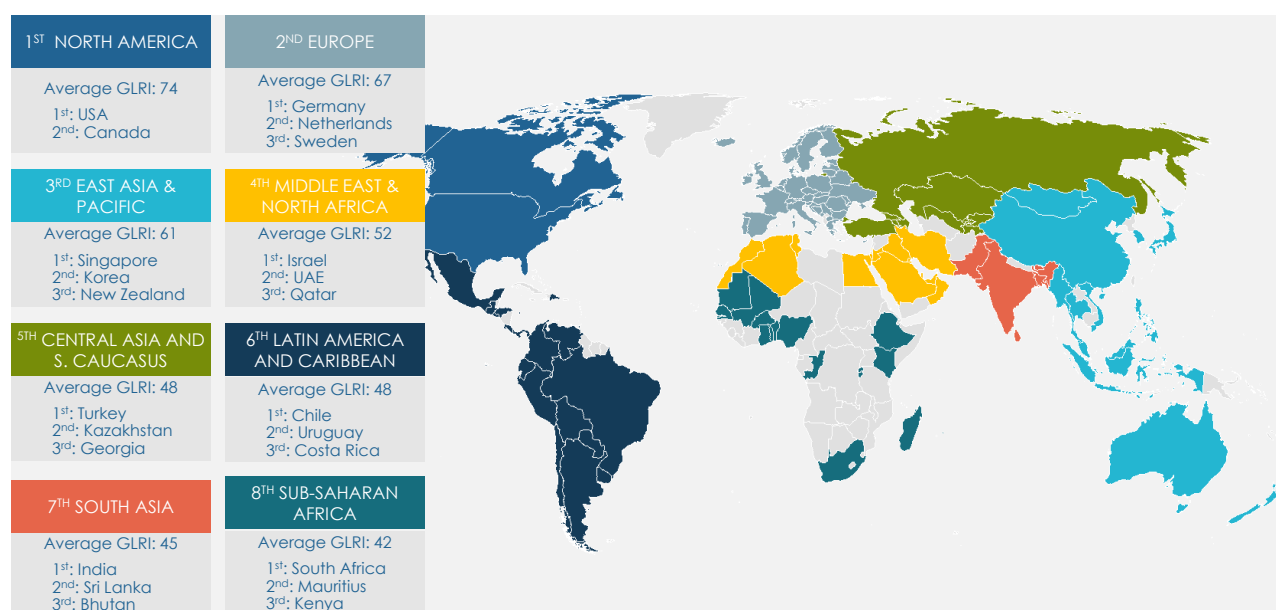 1ST NORTH AMERICA
Average GLRI: 74
1st: USA
2nd: Canada
2ND EUROPE
Average GLRI: 67
1st: Germany
2nd: Netherlands
3rd: Sweden
3RD EAST ASIA &
PACIFIC
Average GLRI: 61
1st: Singapore
2nd: Korea
3rd: New Zealand
4TH MIDDLE EAST &
NORTH AFRICA
Average GLRI: 52
1st: Israel
2nd: UAE
3rd: Qatar
5TH CENTRAL ASIA AND
S. CAUCASUS
Average GLRI: 48
1st: Turkey
2nd: Kazakhstan
3rd: Georgia
6TH LATIN AMERICA
AND CARIBBEAN
Average GLRI: 48
1st: Chile
2nd: Uruguay
3rd: Costa Rica
7TH SOUTH ASIA
Average GLRI: 45
1st: India
2nd: Sri Lanka
3rd: Bhutan
8TH SUB-SAHARAN
AFRICA
Average GLRI: 42
1st: South Africa
2nd: Mauritius
3rd: Kenya